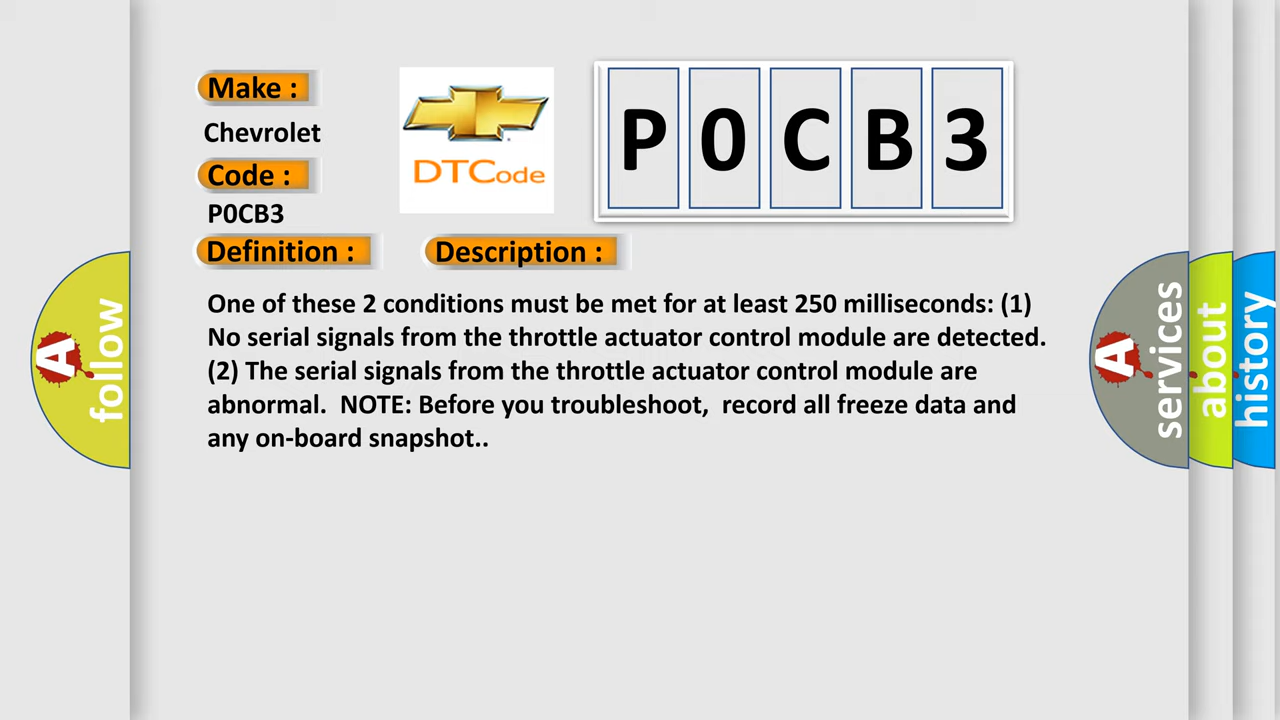 Make :
Chevrolet
Code :
P0CB3
DTCode
P0CB3
Definition :
Description :
One of these 2 conditions must be met for at least 250 milliseconds: (1)
No serial signals from the throttle actuator control module are detected.
(2) The serial signals from the throttle actuator control module are
abnormal. NOTE: Before you troubleshoot, record all freeze data and
any on-board snapshot..
A
follow
A
services
about
history